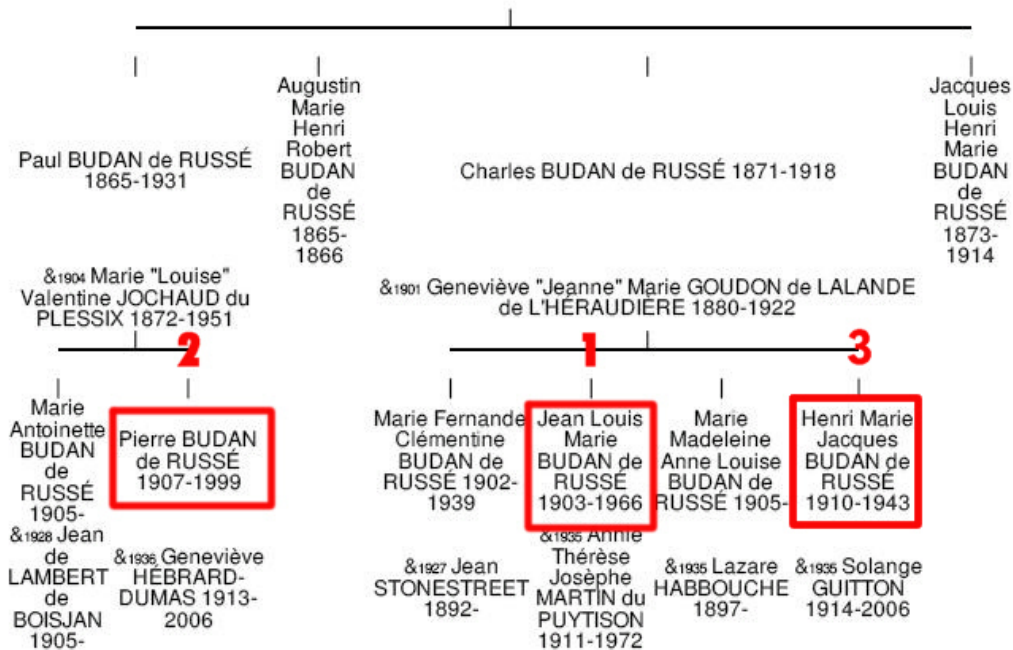 Paul BUDAN de RUSSÉ
1865-1931
Augustin
Marie
Henri
Robert
BUDAN
de
RUSSÉ
1865-
1866
Charles BUDAN de RUSSÉ 1871-1918
Jacques
Louis
Henri
Marie
BUDAN
de
RUSSÉ
1873-
1914
&1904 Marie "Louise"
Valentine JOCHAUD du
PLESSIX 1872-1951
&1901 Geneviève "Jeanne" Marie GOUDON de LALANDE
de L'HÉRAUDIÈRE 1880-1922
2
1
3
Marie
Antoinette
BUDAN
de
RUSSÉ
1905-
&1928 Jean
de
LAMBERT
de
BOISJAN
1905-
Pierre BUDAN
de RUSSÉ
1907-1999
&1936 Geneviève
HÉBRARD-
DUMAS 1913-
2006
Marie Fernande
Clémentine
BUDAN de
RUSSÉ 1902-
1939
&1927 Jean
STONESTREET
1892-
Jean Louis
Marie
BUDAN de
RUSSÉ
1903-1966
&1935 Annie
Thérèse
Josèphe
MARTIN du
PUYTISON
1911-1972
Marie
Madeleine
Anne Louise
BUDAN de
RUSSÉ 1905-
&1935 Lazare
HABBOUCHE
1897-
Henri Marie
Jacques
BUDAN de
RUSSÉ
1910-1943
&1935 Solange
GUITTON
1914-2006